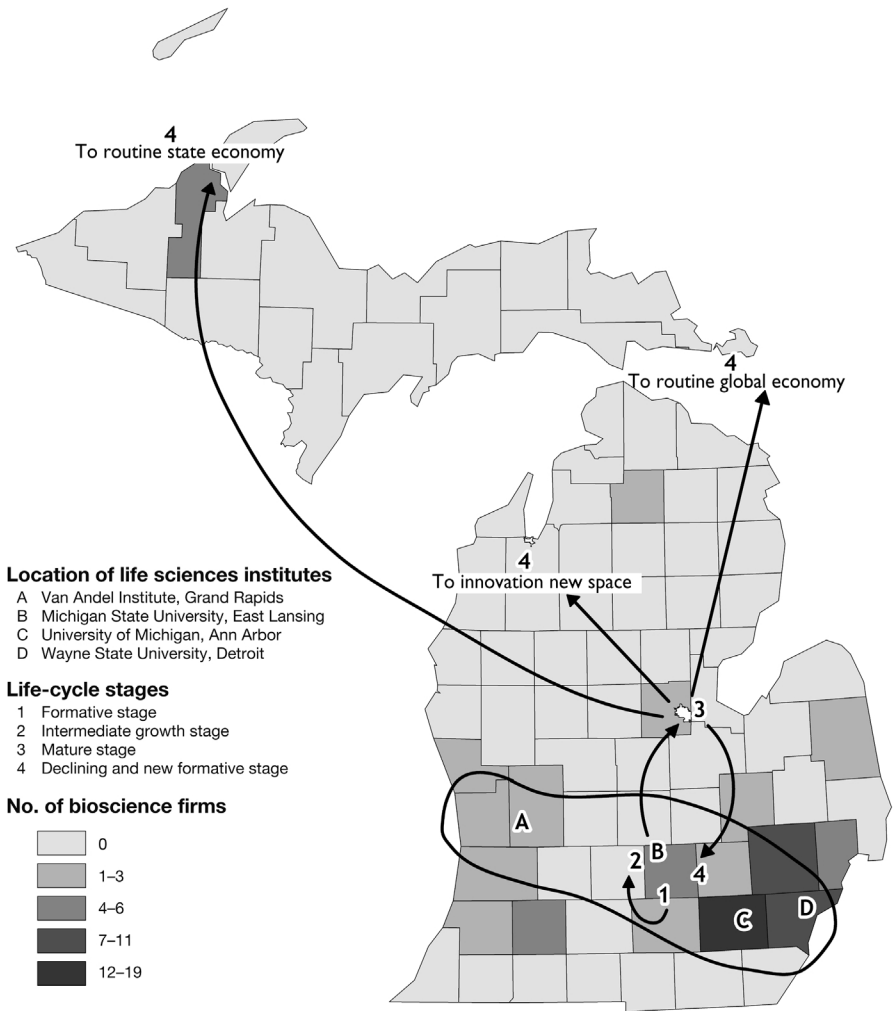 4
To routine state economy
4
To routine global economy
4
To innovation new space
Location of life sciences institutes
A Van Andel Institute, Grand Rapids
B Michigan State University, East Lansing
C University of Michigan, Ann Arbor
D Wayne State University, Detroit
Life-cycle stages
1 Formative stage
2 Intermediate growth stage
3 Mature stage
4 Declining and new formative stage
No. of bioscience firms
0
1–3
4–6
7–11
12–19
3
A
B
2
4
1
C
D